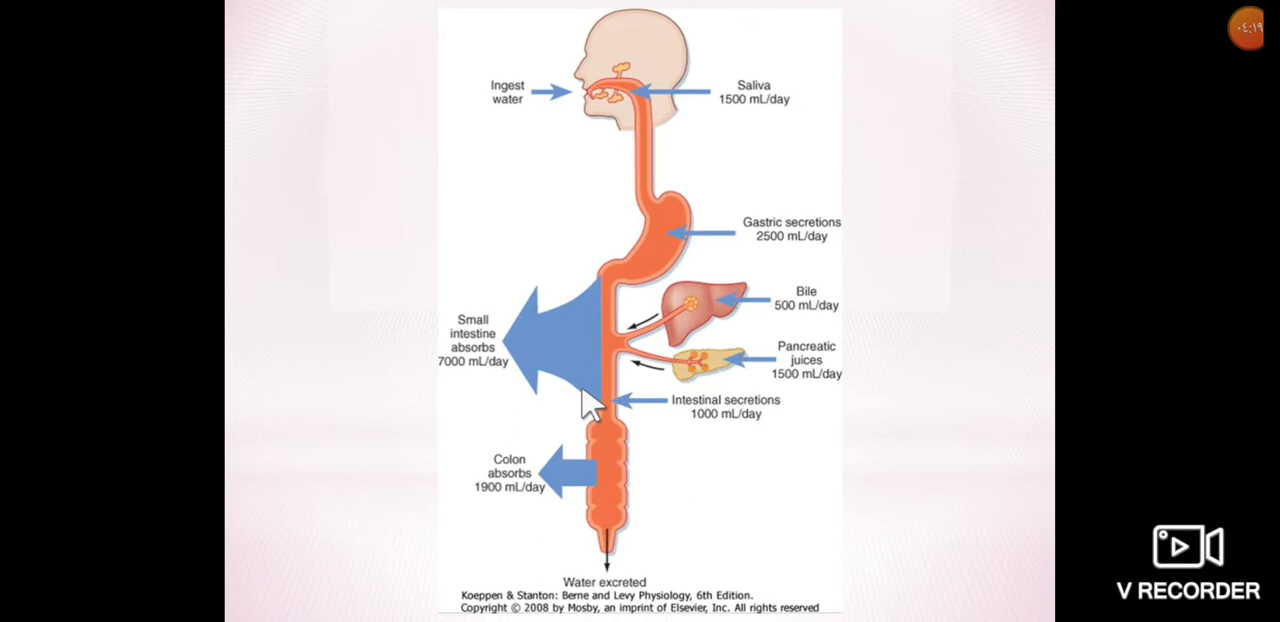 ٠٤:١٩
Ingest
water
Saliva
1500 mL/day
Gastric secretions
2500 mL/day
Bile
500 mL/day
Small
intestine
absorbs
7000 mL/day
Pancreatic
juices
1500 mL/day
Intestinal secretions
1000 mL/day
Colon
absorbs
1900 mL/day
Water excreted
Koeppen & Stanton: Berne and Levy Physiology, 6th Edition.
Copyright © 2008 by Mosby, an imprint of Elsevier, Inc. All rights reserved
V RECORDER